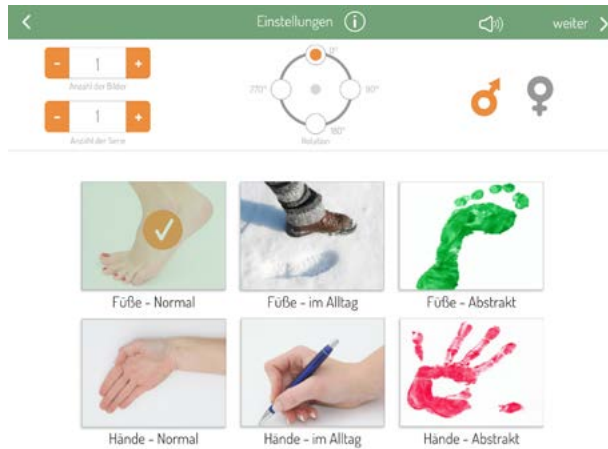 Einstellungen i
weiter
- 1 +
Anzahl der Bilder
- 1 +
Anzahl der Serie
0°
270° 90°
180°
Rotation
Füße - Normal Füße - im Alltag Füße - Abstrakt
Hände - Normal Hände - im Alltag Hände - Abstrakt